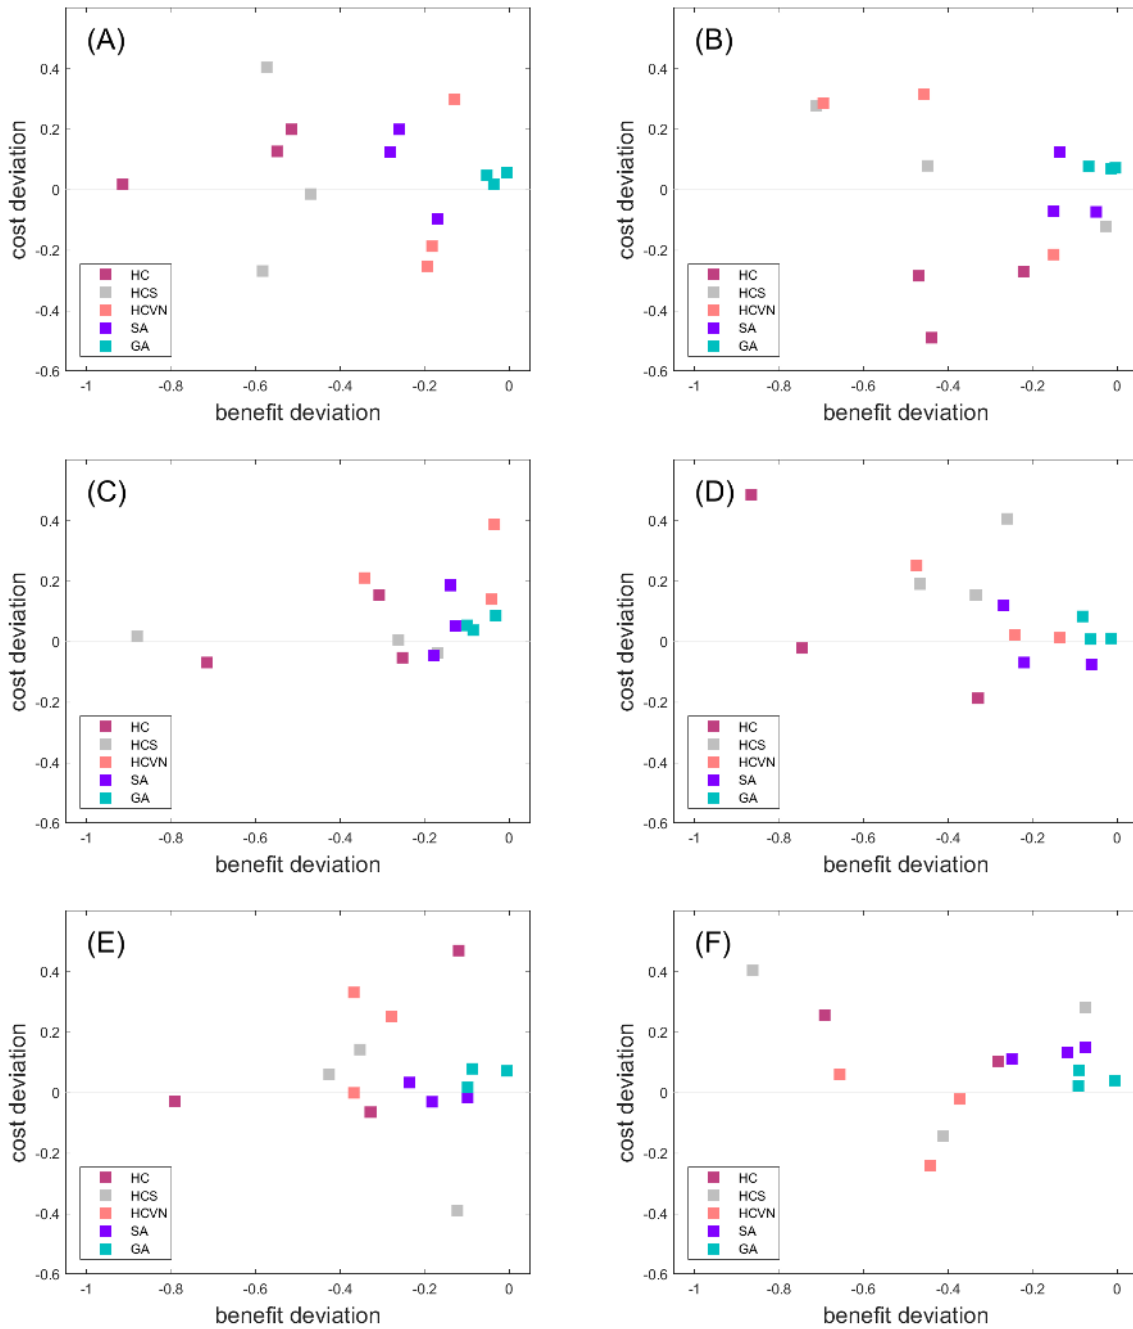 (A)
cost deviation
0.4
0.2
0
-0.2
-0.4
-0.6
HC
HCS
HCVN
SA
GA
-1 -0.8 -0.6 -0.4 -0.2 0
benefit deviation
(B)
cost deviation
0.4
0.2
0
-0.2
-0.4
-0.6
HC
HCS
HCVN
SA
GA
-1 -0.8 -0.6 -0.4 -0.2 0
benefit deviation
(C)
cost deviation
0.4
0.2
0
-0.2
-0.4
-0.6
HC
HCS
HCVN
SA
GA
-1 -0.8 -0.6 -0.4 -0.2 0
benefit deviation
(D)
cost deviation
0.4
0.2
0
-0.2
-0.4
-0.6
HC
HCS
HCVN
SA
GA
-1 -0.8 -0.6 -0.4 -0.2 0
benefit deviation
(E)
cost deviation
0.4
0.2
0
-0.2
-0.4
-0.6
HC
HCS
HCVN
SA
GA
-1 -0.8 -0.6 -0.4 -0.2 0
benefit deviation
(F)
cost deviation
0.4
0.2
0
-0.2
-0.4
-0.6
HC
HCS
HCVN
SA
GA
-1 -0.8 -0.6 -0.4 -0.2 0
benefit deviation